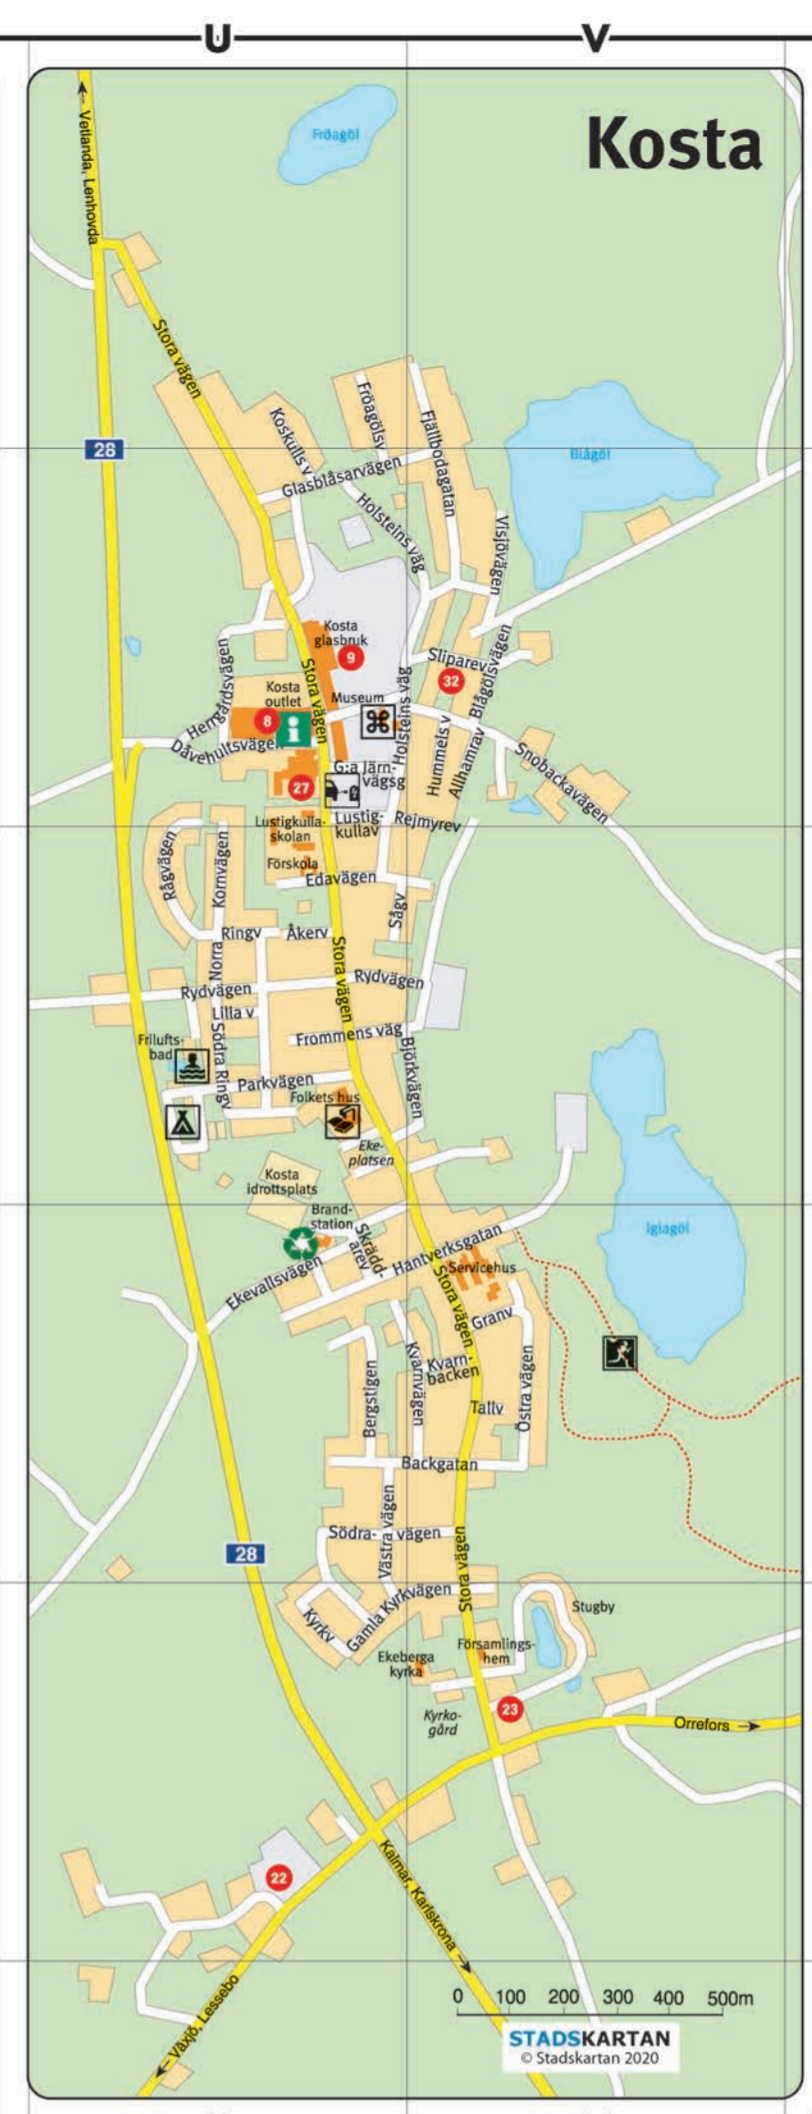 U
V
Kosta
Fröagöl
← Vetlanda, Lenhovda
Stora vägen
Koskulls v
Fröagölsv
Fjällbodagatan
28
Blågöl
Glasblåsarvägen
Holsteins väg
Visjövägen
Kosta
glasbruk
9
Sliparev
32
Herrgårdsvägen
Kosta
outlet
8
i
Stora vägen
Museum
Holsteins väg
Hummels v
Allhamrav
Blågölsvägen
Dåvehultsvägen
Snobackavägen
G:a Järn-
vägsg
27
Lustigkulla-
skolan
Lustig-
kullav
Rejmyrev
Förskola
Edavägen
Rågvägen
Kornvägen
Sågv
Ringv
Åkerv
Norra
Stora vägen
Rydvägen
Rydvägen
Lilla v
Frommens väg
Frilufts-
bad
Södra Ringv
Björkvägen
Parkvägen
Folkets hus
Eke-
platsen
Kosta
idrottsplats
Brand-
station
Skrädd-
arev
Hantverksgatan
Iglagöl
Servicehus
Ekevallsvägen
Stora vägen
Granv
Kvarnvägen
Kvarn-
backen
Bergstigen
Östra vägen
Tallv
Backgatan
Västra vägen
Södra- vägen
28
Stora vägen
Gamla Kyrkvägen
Kyrkv
Stugby
Ekeberga
kyrka
Församlings-
hem
Kyrko-
gård
23
Orrefors →
22
Kalmar, Karlskrona →
← Växjö, Lessebo
0 100 200 300 400 500m
STADSKARTAN
© Stadskartan 2020